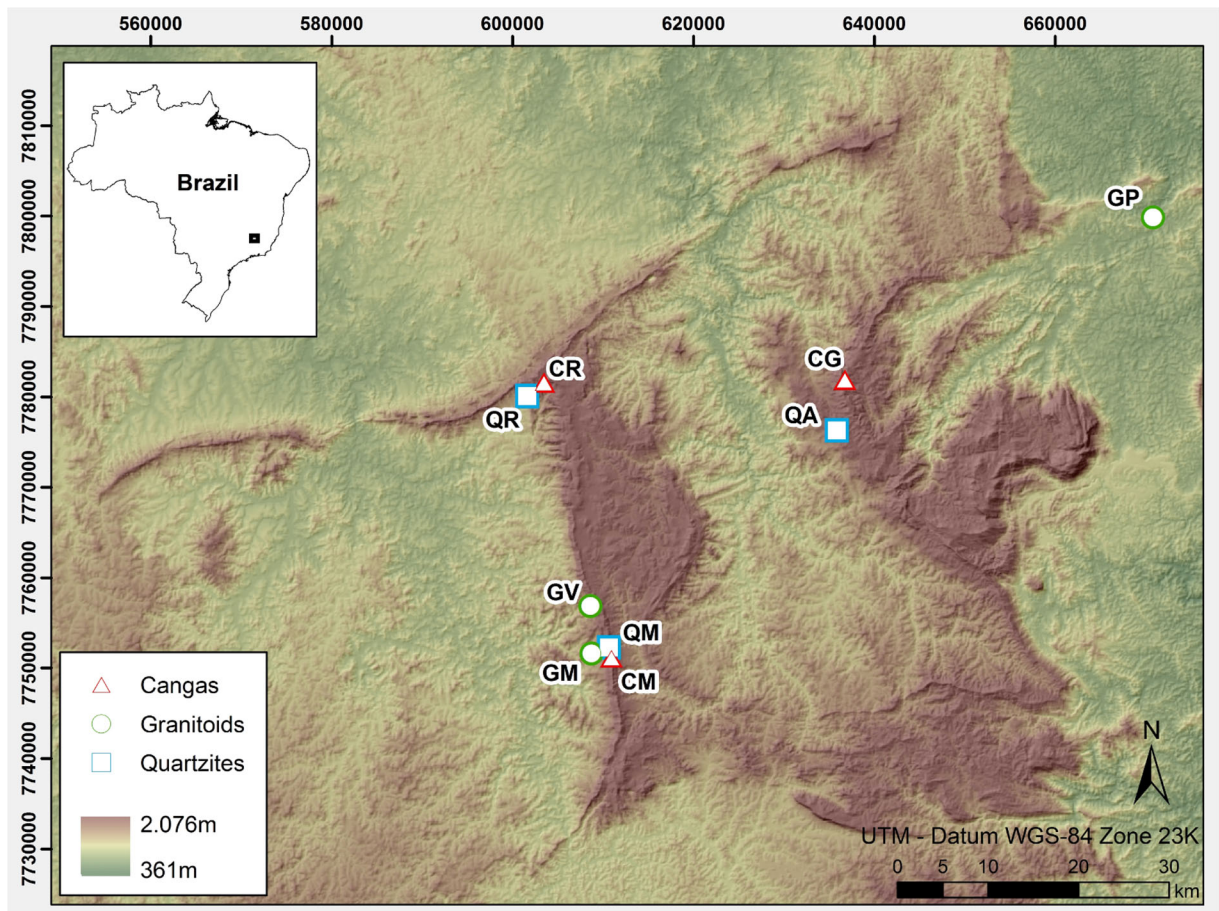 560000 580000 600000 620000 640000 660000
7810000
7800000
7790000
7780000
7770000
7760000
7750000
7740000
7730000
Brazil
GP
CR
CG
QR
QA
GV
QM
GM
CM
Cangas
Granitoids
Quartzites
2.076m
361m
N
UTM - Datum WGS-84 Zone 23K
0 5 10 20 30
km